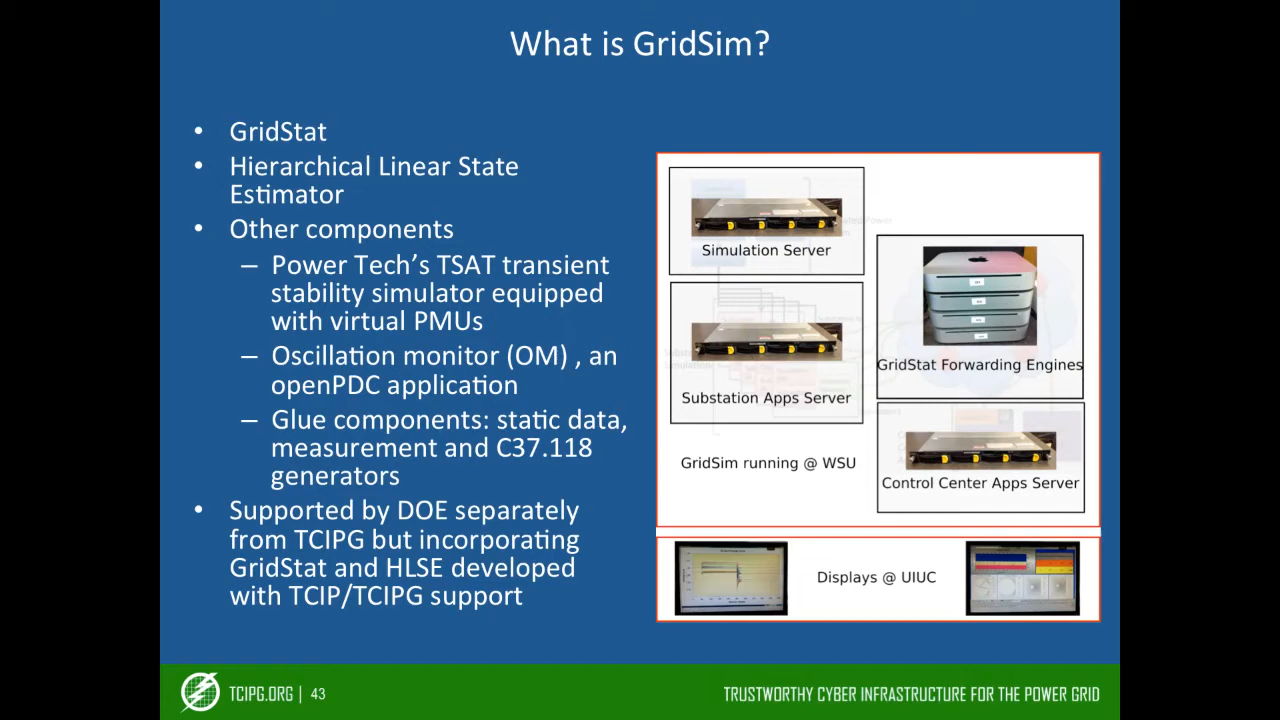 What is GridSim?
• GridStat
• Hierarchical Linear State
Estimator
• Other components
– Power Tech's TSAT transient
stability simulator equipped
with virtual PMUs
– Oscillation monitor (OM) , an
openPDC application
– Glue components: static data,
measurement and C37.118
generators
• Supported by DOE separately
from TCIPG but incorporating
GridStat and HLSE developed
with TCIP/TCIPG support
Simulation Server
Substation Apps Server
GridSim running @ WSU
GridStat Forwarding Engines
Control Center Apps Server
Displays @ UIUC
TCIPG.ORG | 43
TRUSTWORTHY CYBER INFRASTRUCTURE FOR THE POWER GRID